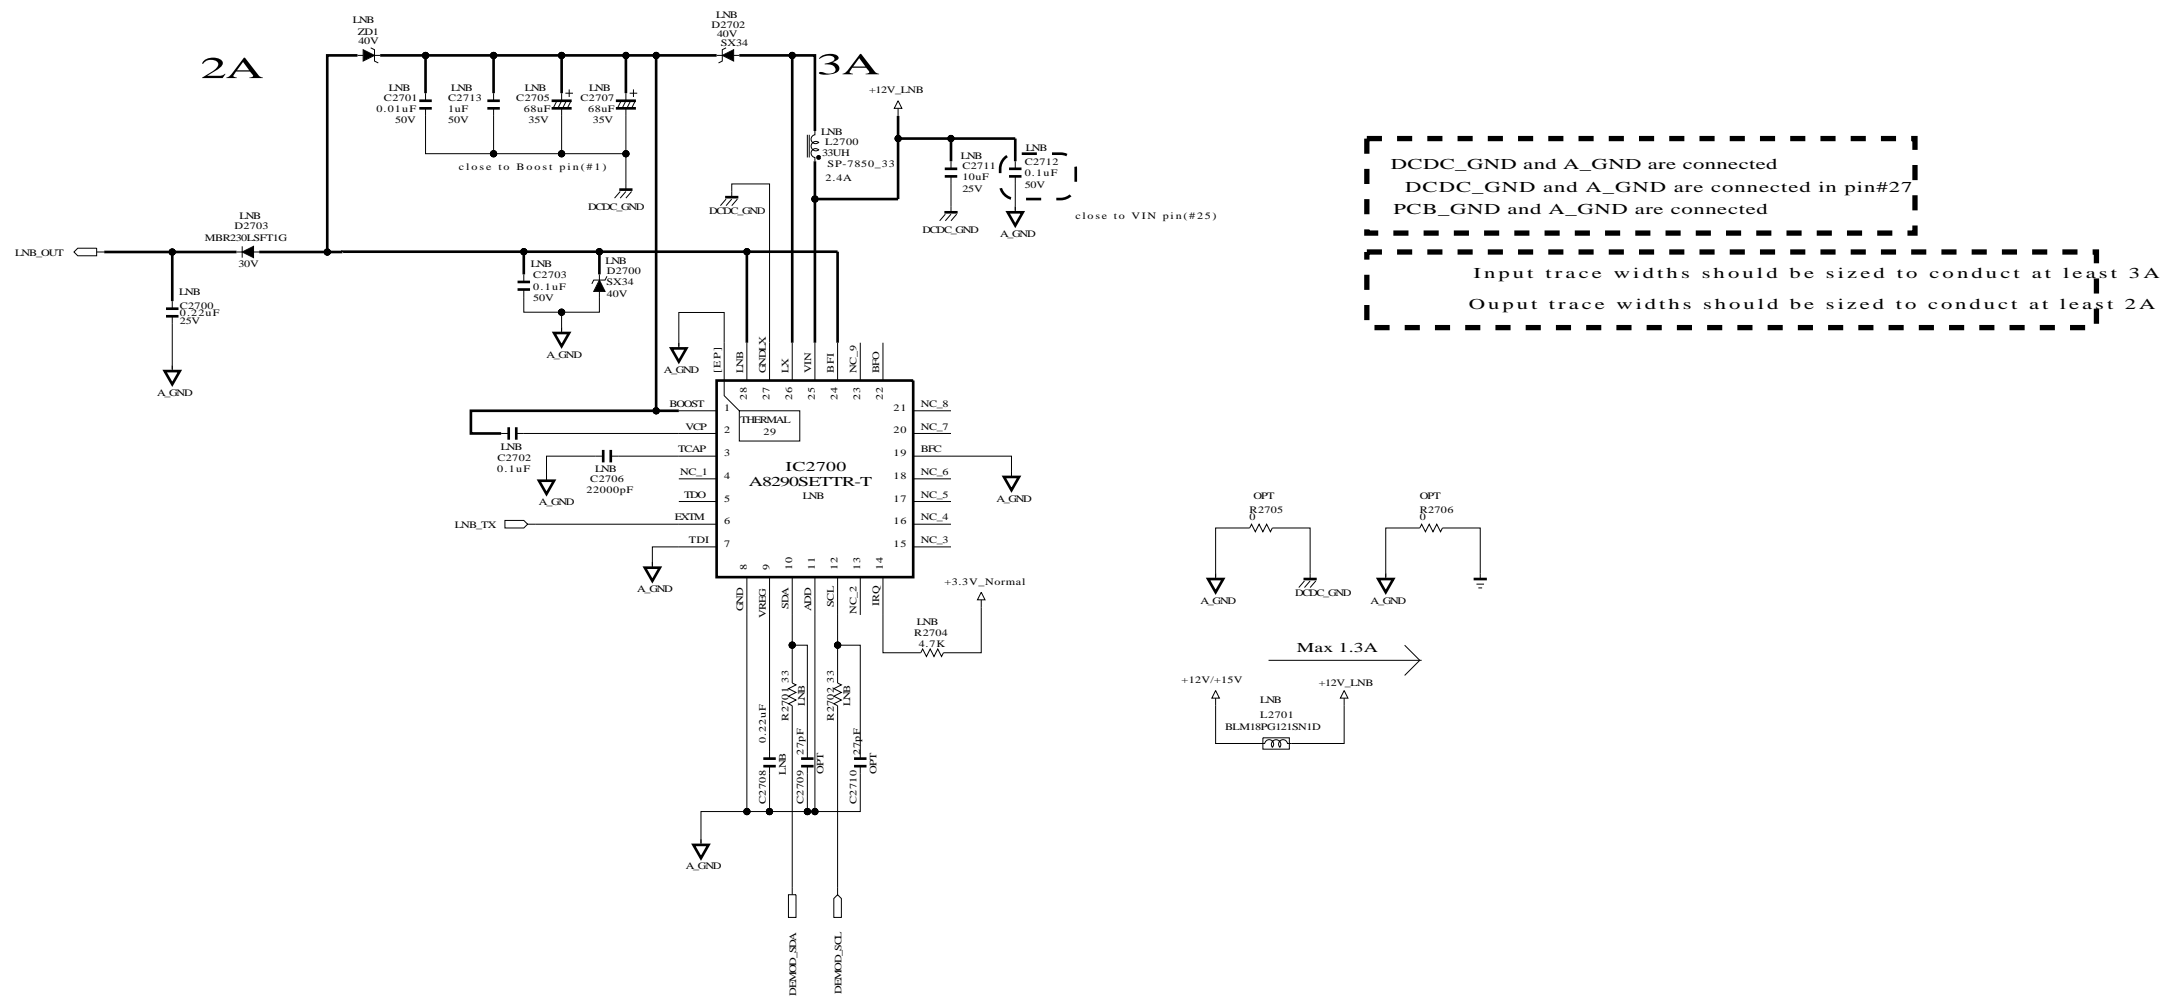 2A
LNB
ZD1
40V
LNB
D2702
40V
SX34
3A
LNB
C2701
0.01uF
50V
LNB
C2713
1uF
50V
LNB
C2705
68uF
35V
LNB
C2707
68uF
35V
close to Boost pin(#1)
DCDC_GND
DCDC_GND
LNB
L2700
33UH
SP-7850_33
2.4A
+12V_LNB
LNB
C2711
10uF
25V
LNB
C2712
0.1uF
50V
DCDC_GND
A_GND
close to VIN pin(#25)
DCDC_GND and A_GND are connected
DCDC_GND and A_GND are connected in pin#27
PCB_GND and A_GND are connected
Input trace widths should be sized to conduct at least 3A
Ouput trace widths should be sized to conduct at least 2A
LNB_OUT
LNB
D2703
MBR230LSFT1G
30V
LNB
C2700
0.22uF
25V
A_GND
LNB
C2703
0.1uF
50V
LNB
D2700
SX34
40V
A_GND
A_GND
[EP]
LNB
GNDLX
LX
VIN
BFI
NC_9
BFO
28
27
26
25
24
23
22
BOOST
1
VCP
2
TCAP
3
NC_1
4
TDO
5
EXTM
6
TDI
7
THERMAL
29
IC2700
A8290SETTR-T
LNB
21
NC_8
20
NC_7
19
BFC
18
NC_6
17
NC_5
16
NC_4
15
NC_3
LNB
C2702
0.1uF
LNB
C2706
22000pF
A_GND
LNB_TX
A_GND
A_GND
8
9
10
11
12
13
14
GND
VREG
SDA
ADD
SCL
NC_2
IRQ
+3.3V_Normal
LNB
R2704
4.7K
R2701 33
LNB
R2702 33
LNB
C2708 0.22uF
LNB
C2709 27pF
OPT
C2710 27pF
OPT
A_GND
DEMOD_SDA
DEMOD_SCL
OPT
R2705
0
A_GND
DCDC_GND
OPT
R2706
0
A_GND
Max 1.3A
+12V/+15V
+12V_LNB
LNB
L2701
BLM18PG121SN1D